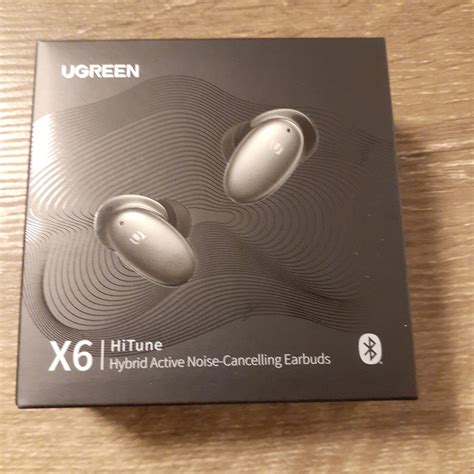 UGREEN
X6 | HiTune
Hybrid Active Noise-Cancelling Earbuds